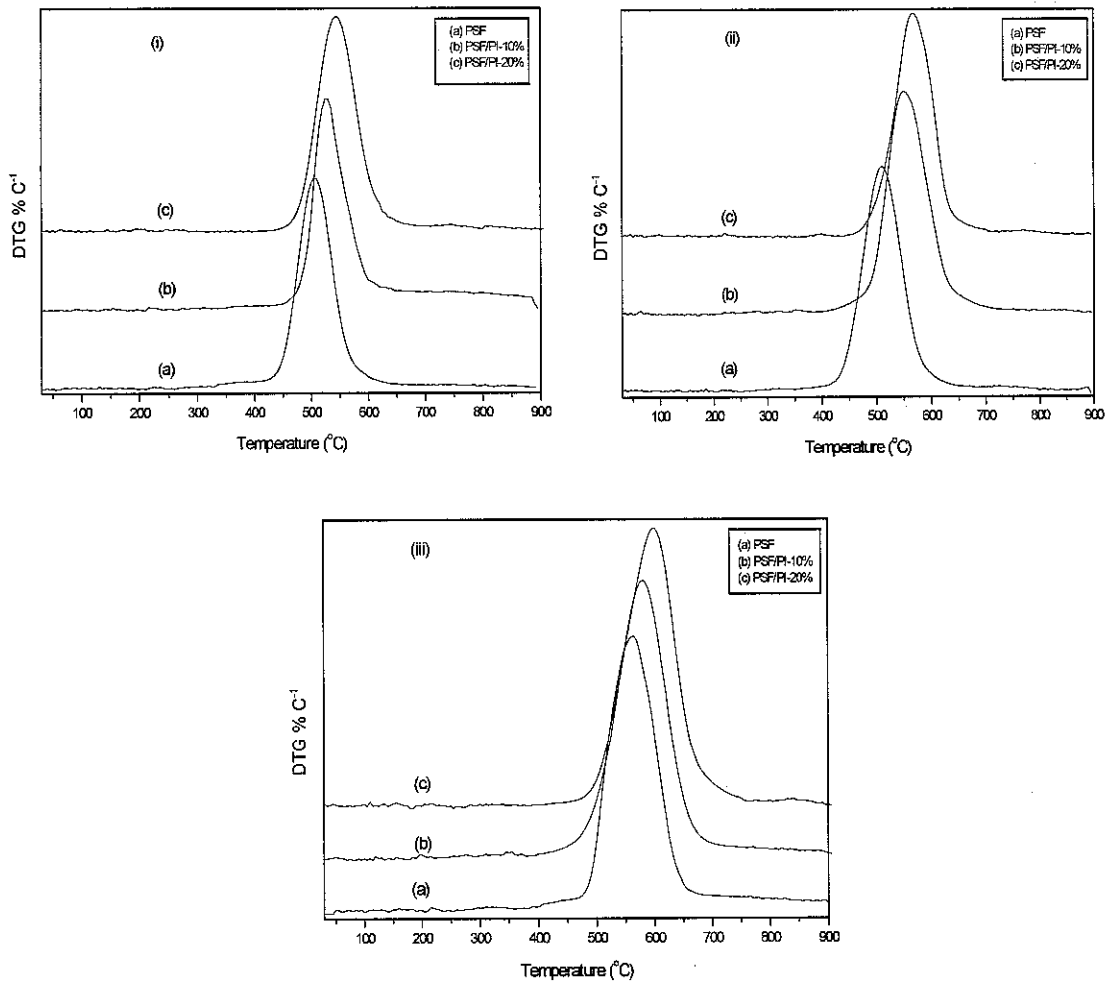 (i)
(a) PSF
(b) PSF/PI-10%
(c) PSF/PI-20%
(c)
(b)
(a)
DTG % C⁻¹
100 200 300 400 500 600 700 800 900
Temperature (°C)
(ii)
(a) PSF
(b) PSF/PI-10%
(c) PSF/PI-20%
(c)
(b)
(a)
DTG % C⁻¹
100 200 300 400 500 600 700 800 900
Temperature (°C)
(iii)
(a) PSF
(b) PSF/PI-10%
(c) PSF/PI-20%
(c)
(b)
(a)
DTG % C⁻¹
100 200 300 400 500 600 700 800 900
Temperature (°C)